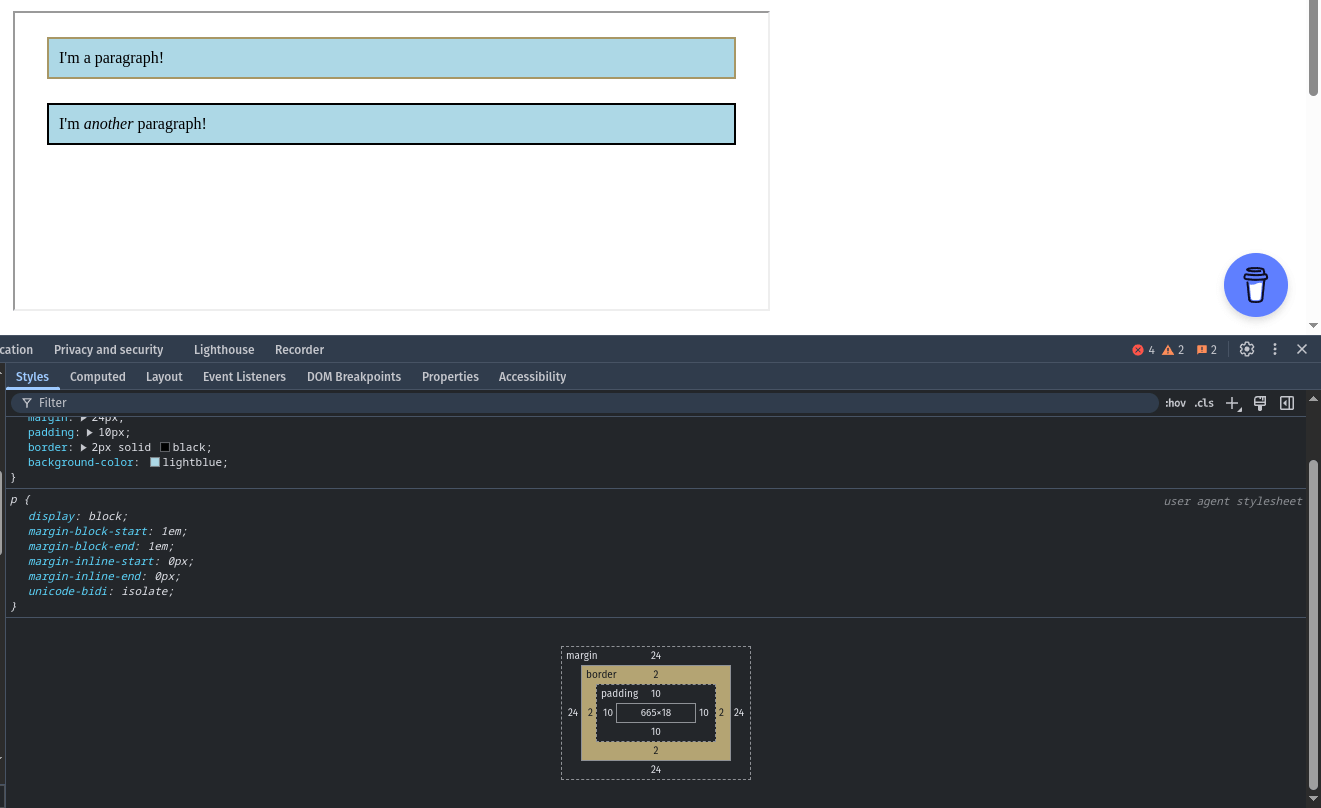 I'm a paragraph!
I'm another paragraph!
cation Privacy and security Lighthouse Recorder 4 2 2
Styles Computed Layout Event Listeners DOM Breakpoints Properties Accessibility
Filter :hov .cls
margin: 24px;
padding: 10px;
border: 2px solid black;
background-color: lightblue;
}
p { user agent stylesheet
display: block;
margin-block-start: 1em;
margin-block-end: 1em;
margin-inline-start: 0px;
margin-inline-end: 0px;
unicode-bidi: isolate;
}
margin 24
border 2
padding 10
24 2 10 665×18 10 2 24
10
2
24